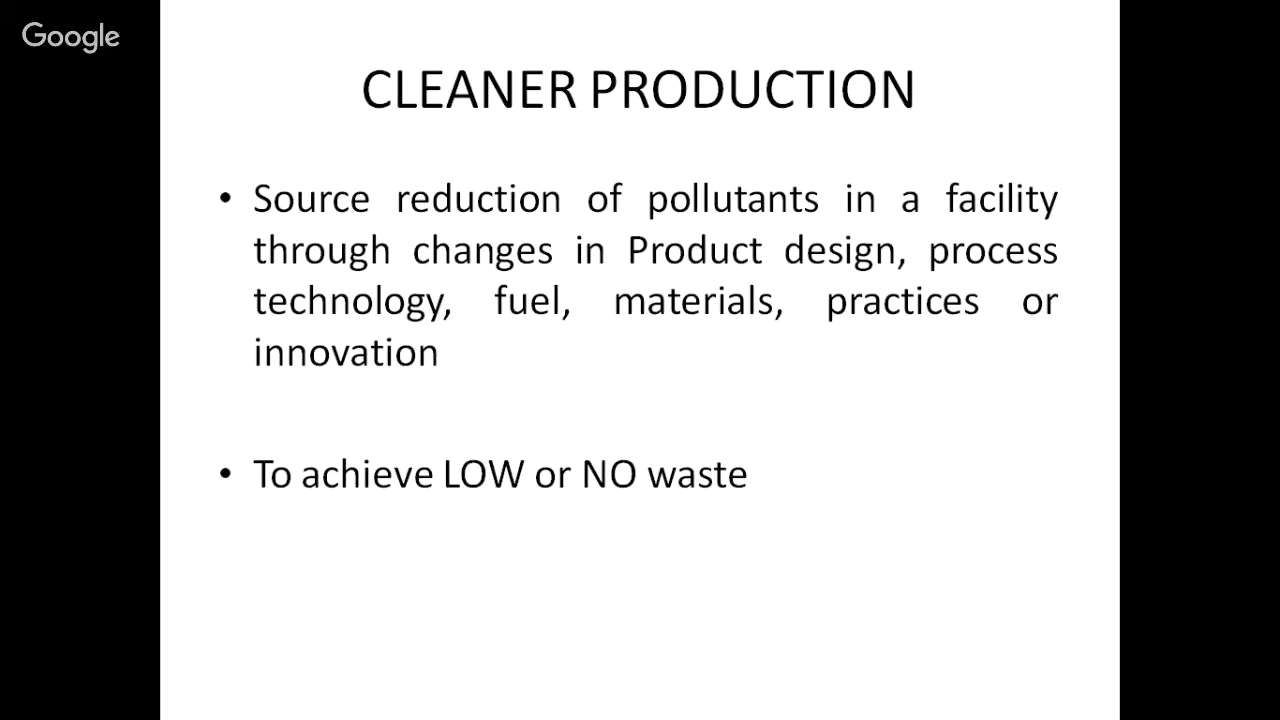 Google
CLEANER PRODUCTION
• Source reduction of pollutants in a facility
through changes in Product design, process
technology, fuel, materials, practices or
innovation
• To achieve LOW or NO waste